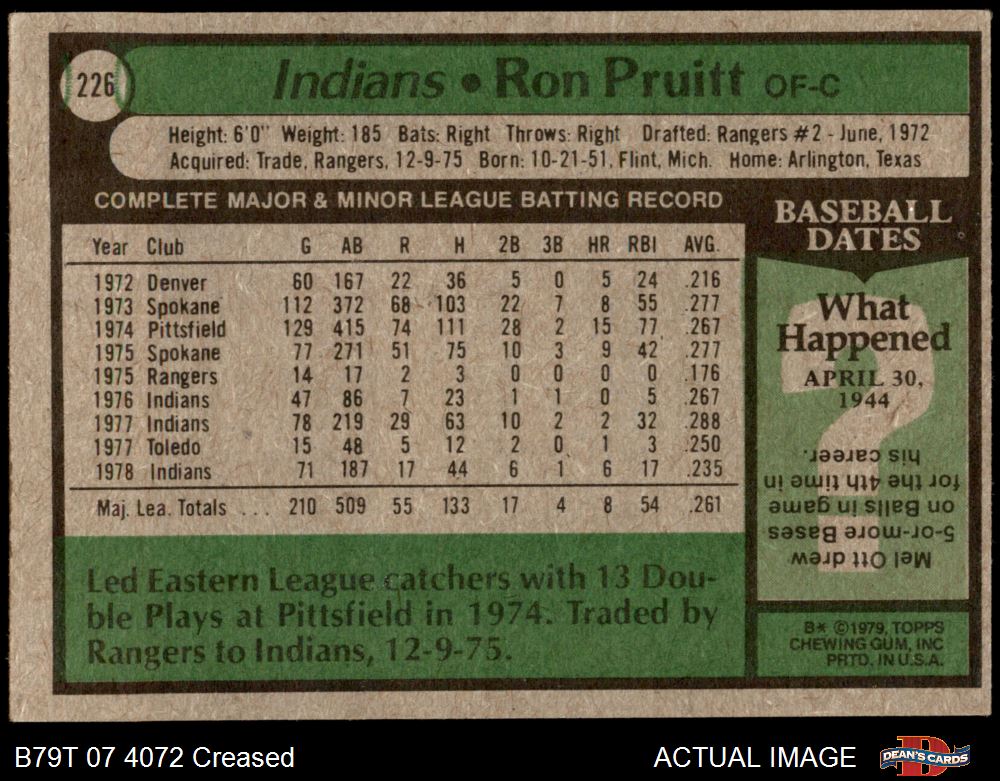 226
Indians • Ron Pruitt OF-C
Height: 6'0" Weight: 185 Bats: Right Throws: Right Drafted: Rangers #2 - June, 1972
Acquired: Trade, Rangers, 12-9-75 Born: 10-21-51, Flint, Mich. Home: Arlington, Texas
COMPLETE MAJOR & MINOR LEAGUE BATTING RECORD
Year Club G AB R H 2B 3B HR RBI AVG.
1972 Denver 60 167 22 36 5 0 5 24 .216
1973 Spokane 112 372 68 103 22 7 8 55 .277
1974 Pittsfield 129 415 74 111 28 2 15 77 .267
1975 Spokane 77 271 51 75 10 3 9 42 .277
1975 Rangers 14 17 2 3 0 0 0 0 .176
1976 Indians 47 86 7 23 1 1 0 5 .267
1977 Indians 78 219 29 63 10 2 2 32 .288
1977 Toledo 15 48 5 12 2 0 1 3 .250
1978 Indians 71 187 17 44 6 1 6 17 .235
Maj. Lea. Totals ... 210 509 55 133 17 4 8 54 .261
Led Eastern League catchers with 13 Dou-
ble Plays at Pittsfield in 1974. Traded by
Rangers to Indians, 12-9-75.
BASEBALL
DATES
What
Happened
APRIL 30,
1944
Mel Ott drew
5-or-more Bases
on Balls in game
for the 4th time in
his career.
B* ©1979, TOPPS
CHEWING GUM, INC
PRTD. IN U.S.A.
B79T 07 4072 Creased
ACTUAL IMAGE
D
DEAN'S CARDS